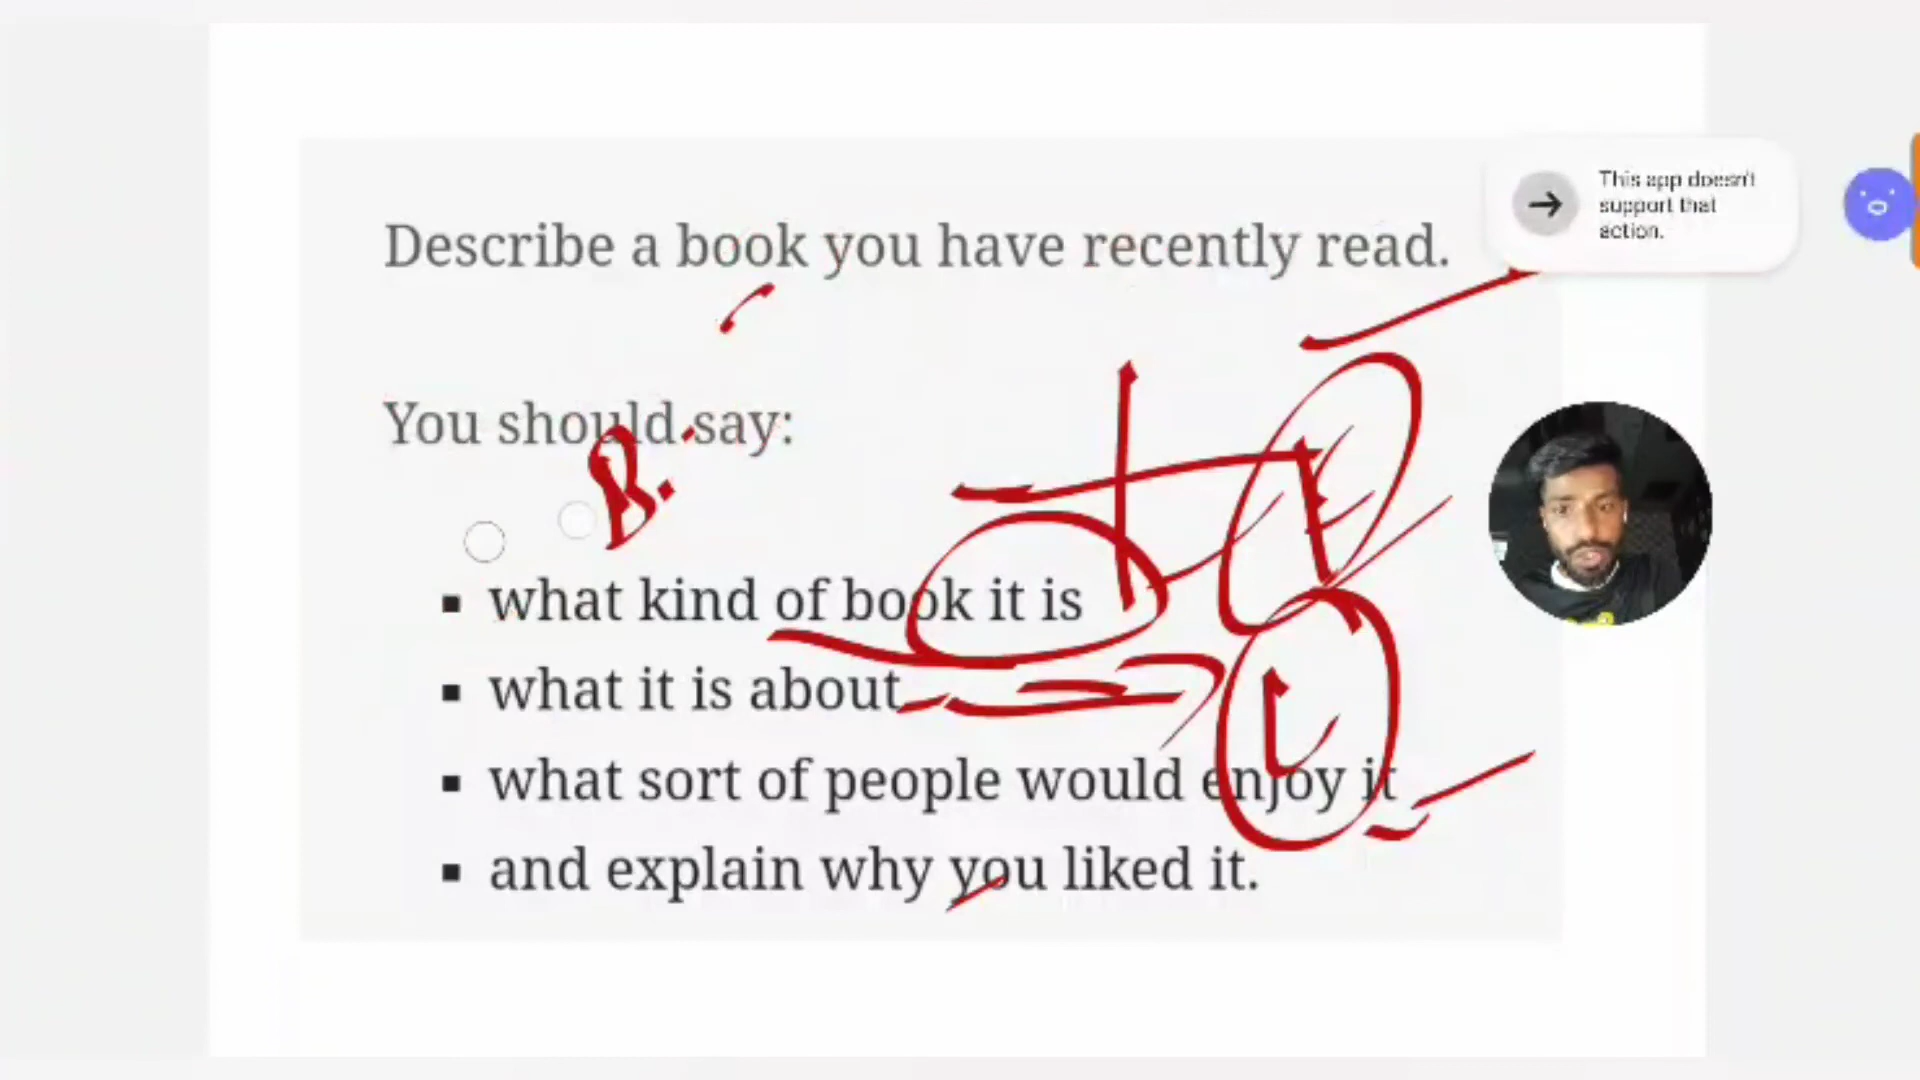 Describe a book you have recently read.
This app doesn't
support that
action.
You should say:
B.
▪ what kind of book it is
▪ what it is about
▪ what sort of people would enjoy it
▪ and explain why you liked it.